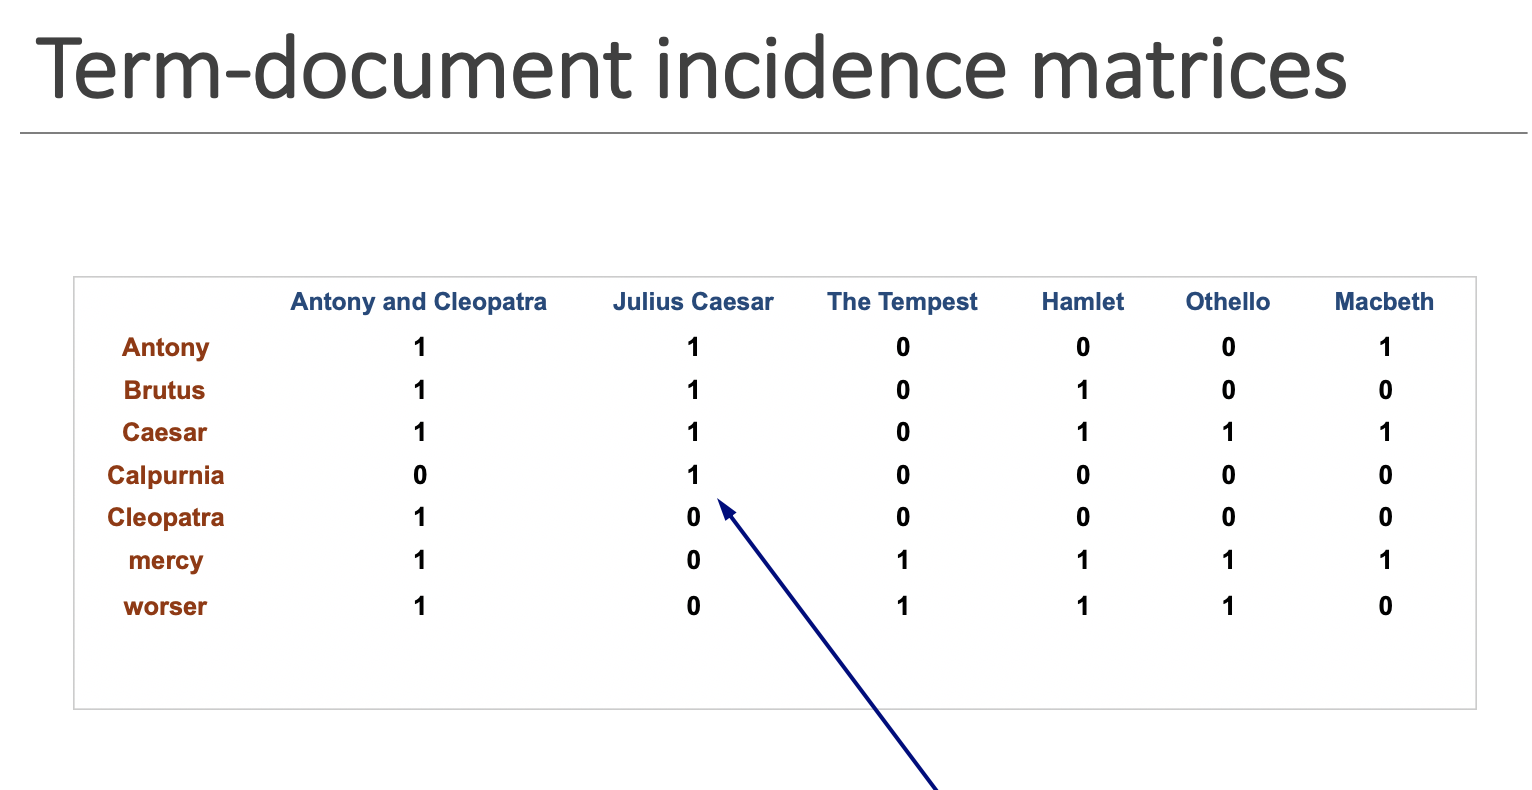 Term-document incidence matrices
Antony and Cleopatra Julius Caesar The Tempest Hamlet Othello Macbeth
Antony 1 1 0 0 0 1
Brutus 1 1 0 1 0 0
Caesar 1 1 0 1 1 1
Calpurnia 0 1 0 0 0 0
Cleopatra 1 0 0 0 0 0
mercy 1 0 1 1 1 1
worser 1 0 1 1 1 0